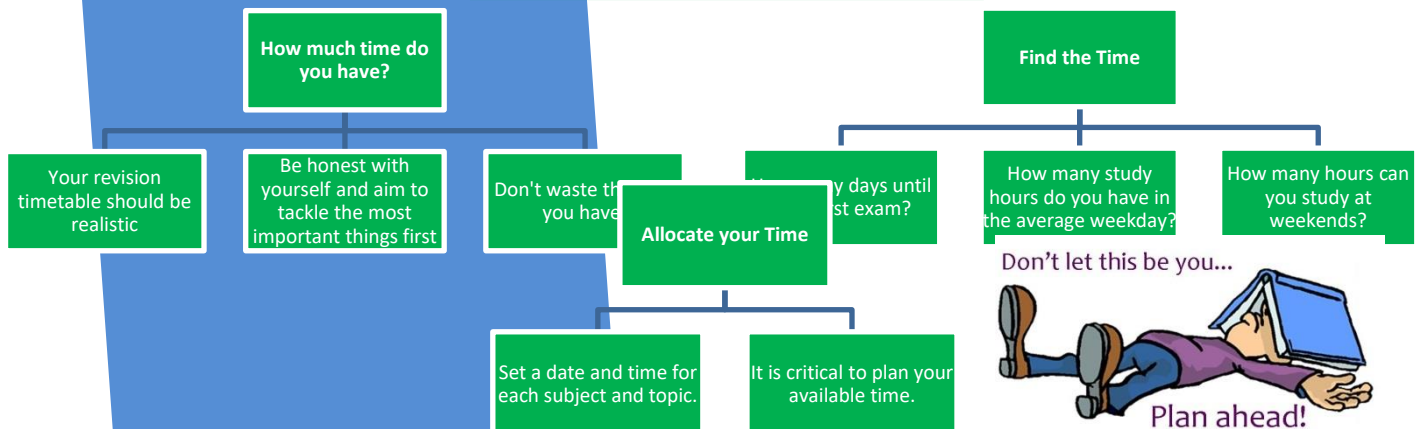 How much time do
you have?
Your revision
timetable should be
realistic
Be honest with
yourself and aim to
tackle the most
important things first
Don't waste
you have
Find the Time
days until
exam?
How many study
hours do you have in
the average weekday?
How many hours can
you study at
weekends?
Allocate your Time
Set a date and time for
each subject and topic.
It is critical to plan your
available time.
Don't let this be you...
Plan ahead!